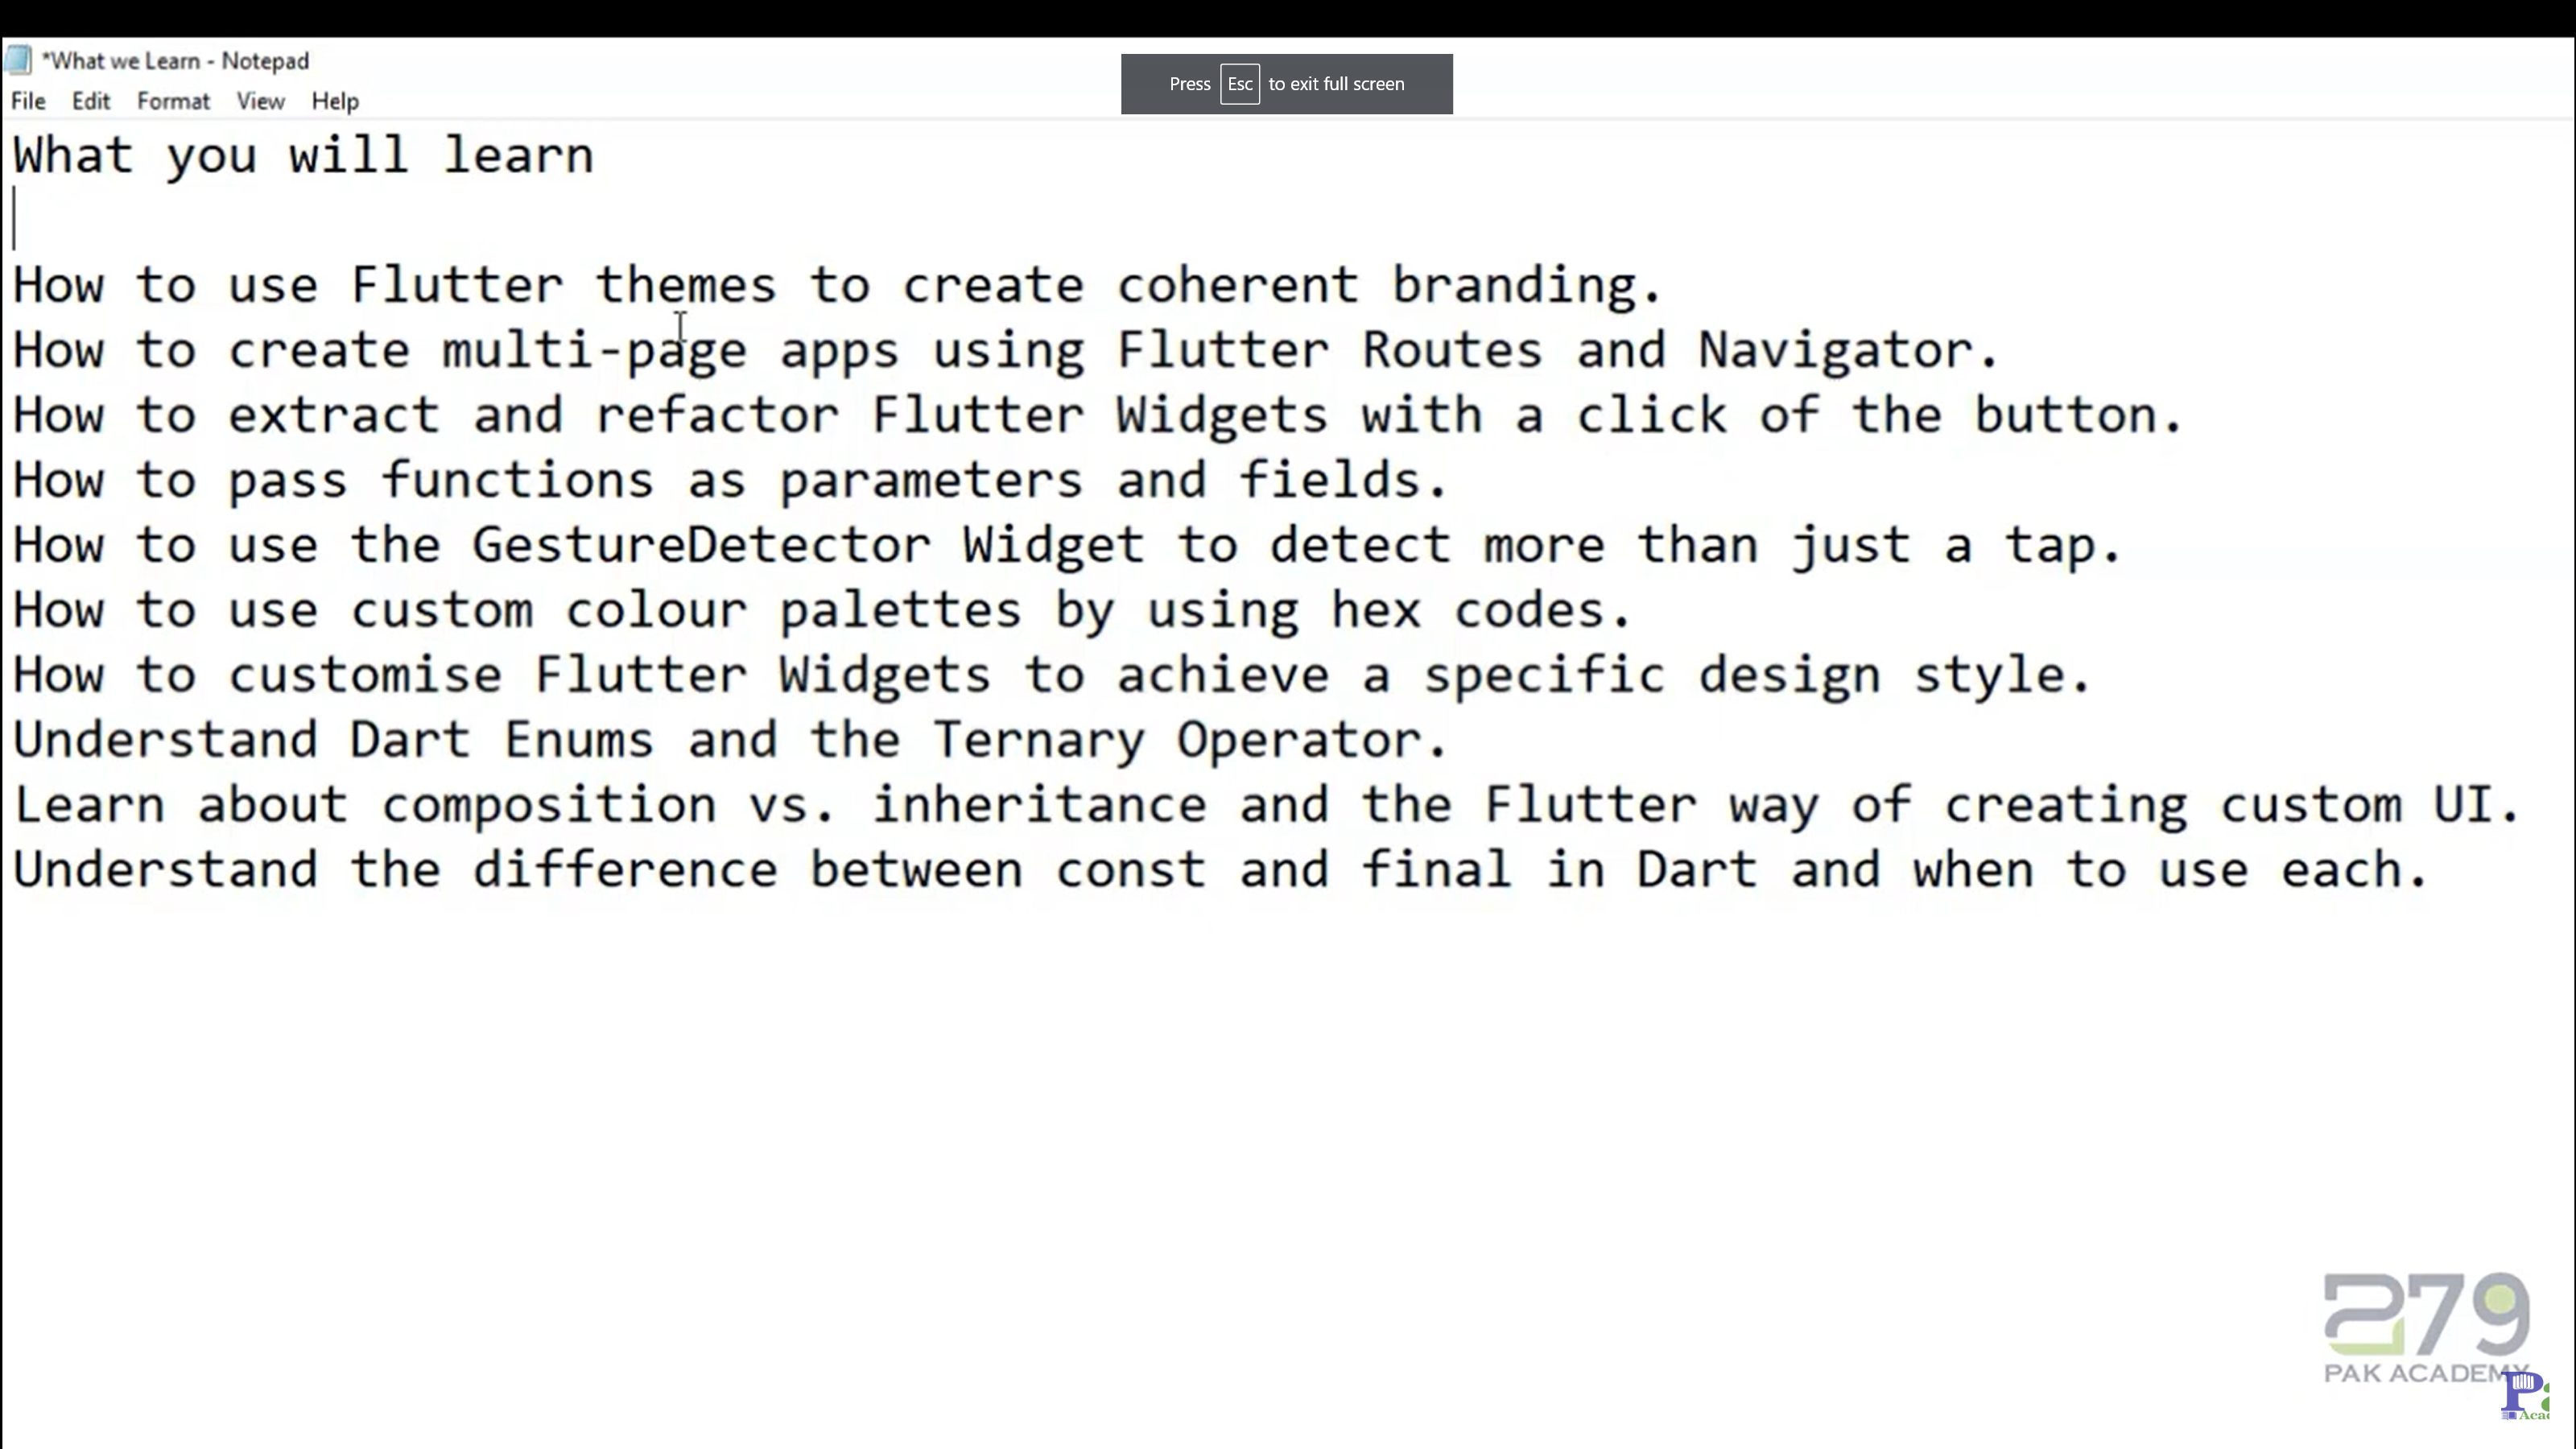 *What we Learn - Notepad
Press Esc to exit full screen
File Edit Format View Help
What you will learn
How to use Flutter themes to create coherent branding.
How to create multi-page apps using Flutter Routes and Navigator.
How to extract and refactor Flutter Widgets with a click of the button.
How to pass functions as parameters and fields.
How to use the GestureDetector Widget to detect more than just a tap.
How to use custom colour palettes by using hex codes.
How to customise Flutter Widgets to achieve a specific design style.
Understand Dart Enums and the Ternary Operator.
Learn about composition vs. inheritance and the Flutter way of creating custom UI.
Understand the difference between const and final in Dart and when to use each.
279
PAK ACADEMY